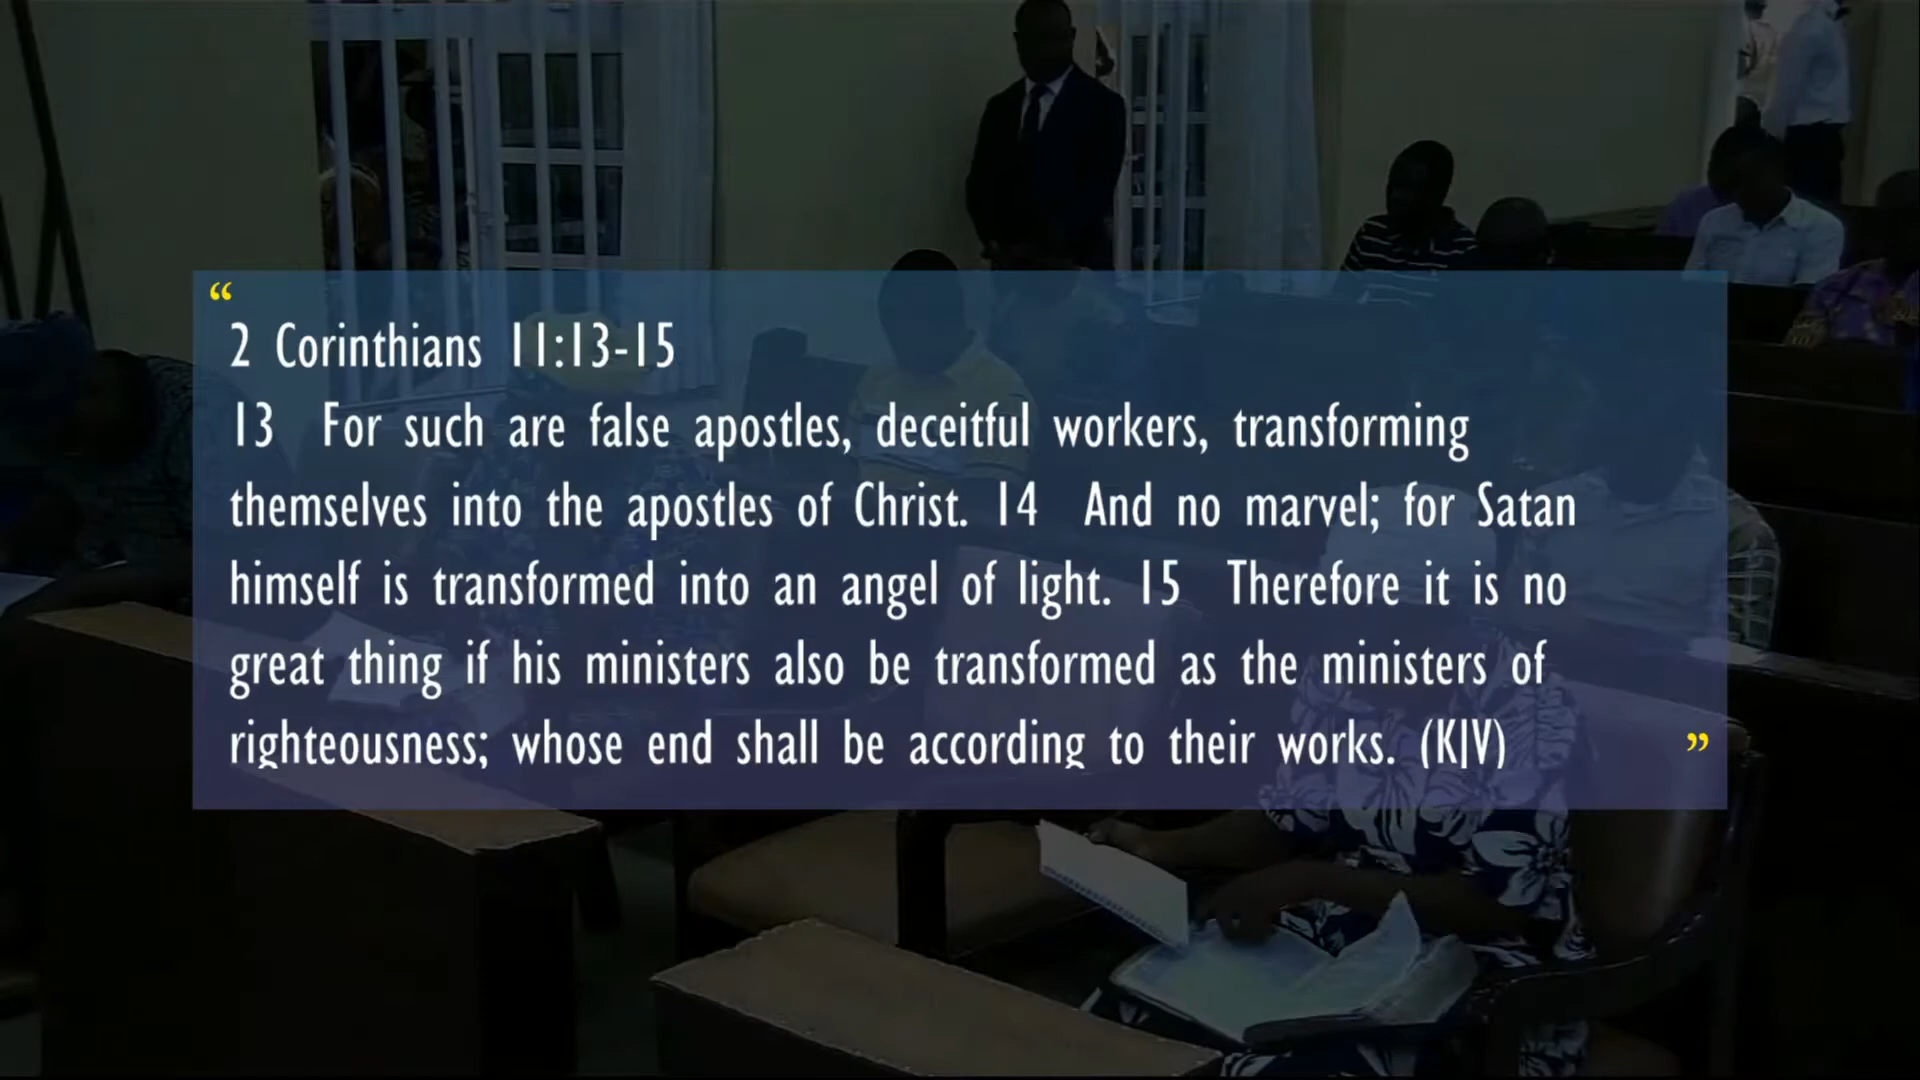 “
2 Corinthians 11:13-15
13 For such are false apostles, deceitful workers, transforming
themselves into the apostles of Christ. 14 And no marvel; for Satan
himself is transformed into an angel of light. 15 Therefore it is no
great thing if his ministers also be transformed as the ministers of
righteousness; whose end shall be according to their works. (KJV)
”